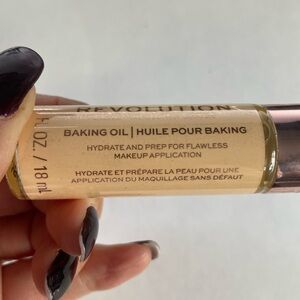 REVOLUTION
BAKING OIL | HUILE POUR BAKING
HYDRATE AND PREP FOR FLAWLESS
MAKEUP APPLICATION
HYDRATE ET PRÉPARE LA PEAU POUR UNE
APPLICATION DU MAQUILLAGE SANS DÉFAUT
FL.OZ. / 18 ml